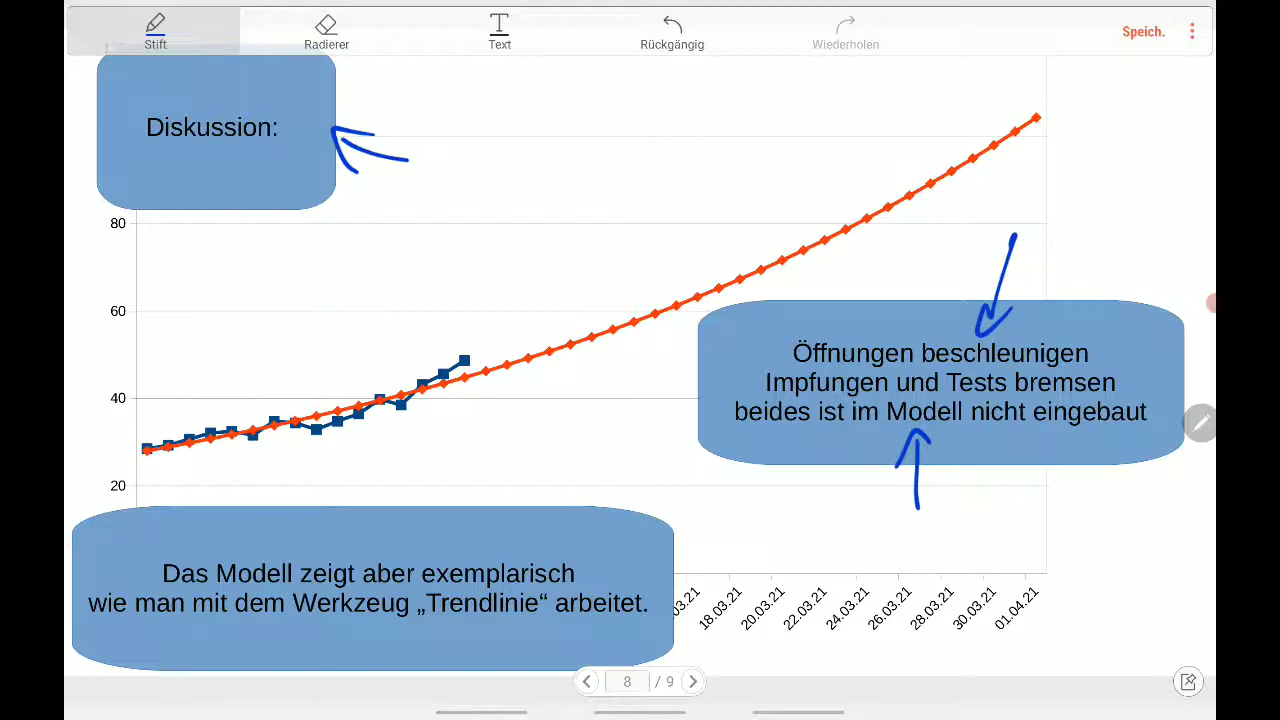 Stift
Radierer
Text
Rückgängig
Wiederholen
Speich.
Diskussion:
80
60
40
20
Öffnungen beschleunigen
Impfungen und Tests bremsen
beides ist im Modell nicht eingebaut
Das Modell zeigt aber exemplarisch
wie man mit dem Werkzeug „Trendlinie“ arbeitet.
.03.21
18.03.21
20.03.21
22.03.21
24.03.21
26.03.21
28.03.21
30.03.21
01.04.21
8 / 9